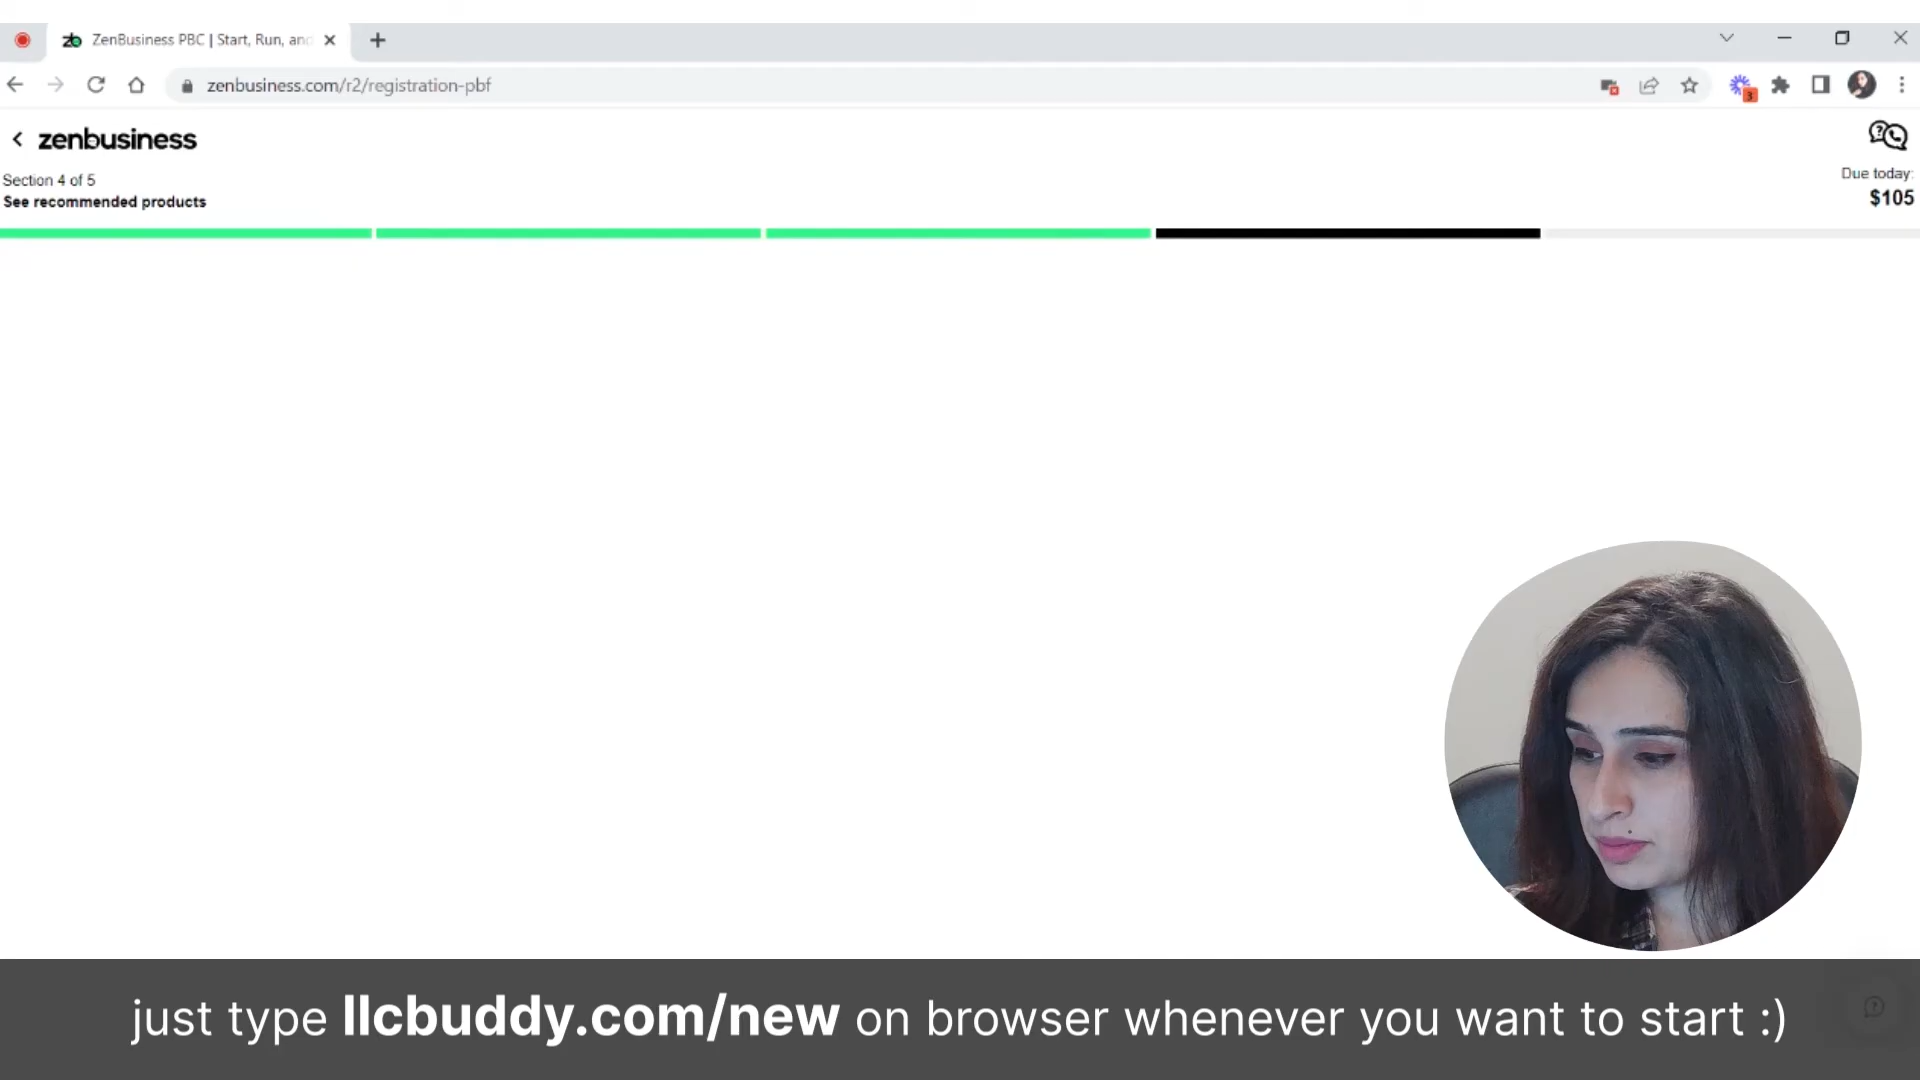 ZenBusiness PBC | Start, Run, and
zenbusiness.com/r2/registration-pbf
3
zenbusiness
Section 4 of 5
See recommended products
Due today:
$105
just type llcbuddy.com/new on browser whenever you want to start :)